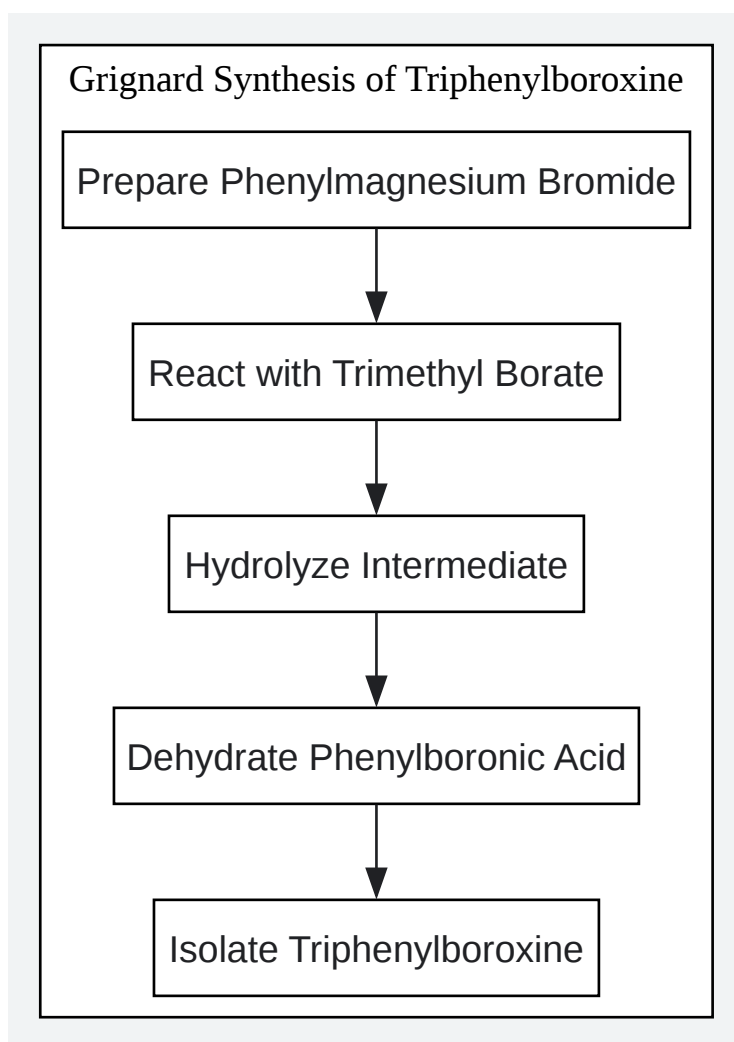 Grignard Synthesis of Triphenylboroxine
Prepare Phenylmagnesium Bromide
React with Trimethyl Borate
Hydrolyze Intermediate
Dehydrate Phenylboronic Acid
Isolate Triphenylboroxine